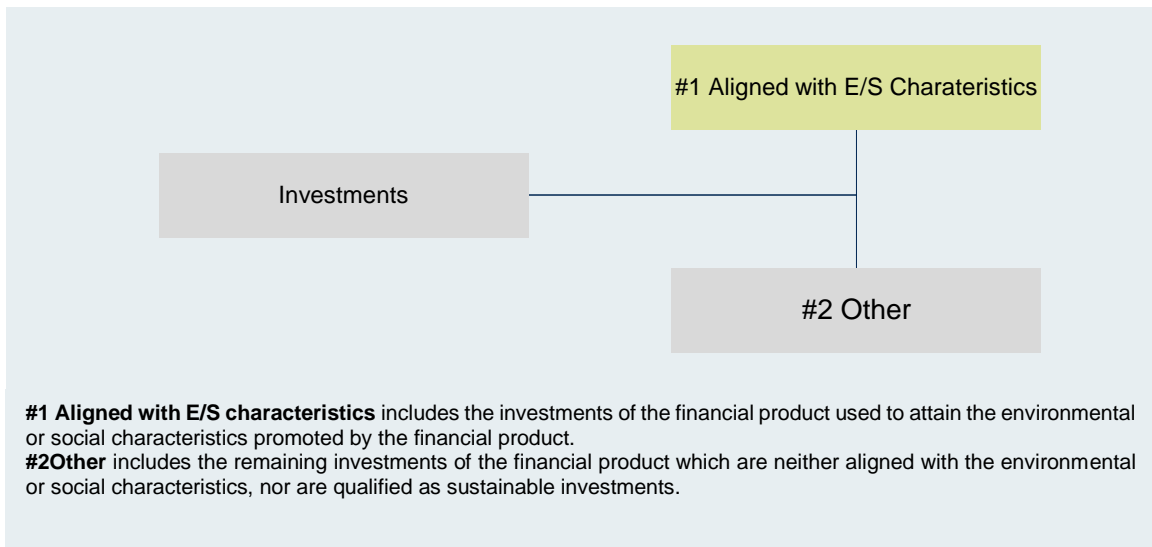 #1 Aligned with E/S Charateristics
Investments
#2 Other
#1 Aligned with E/S characteristics includes the investments of the financial product used to attain the environmental
or social characteristics promoted by the financial product.
#2Other includes the remaining investments of the financial product which are neither aligned with the environmental
or social characteristics, nor are qualified as sustainable investments.